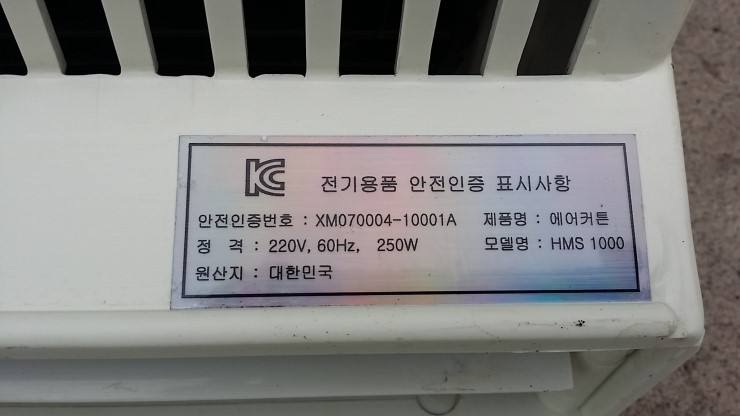 KC 전기용품 안전인증 표시사항
안전인증번호 : XM070004-10001A 제품명 : 에어커튼
정 격 : 220V, 60Hz, 250W 모델명 : HMS 1000
원산지 : 대한민국